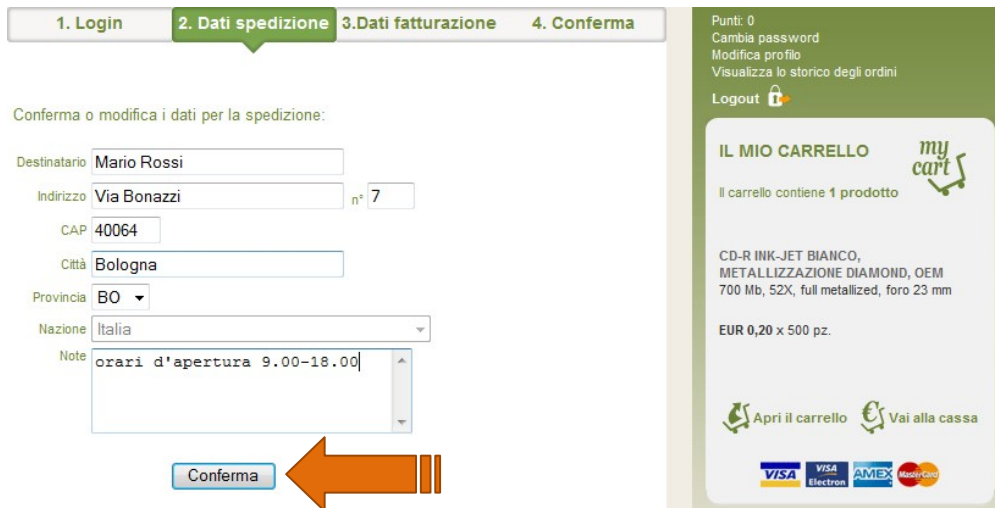 1. Login 2. Dati spedizione 3.Dati fatturazione 4. Conferma
Conferma o modifica i dati per la spedizione:
Destinatario Mario Rossi
Indirizzo Via Bonazzi n° 7
CAP 40064
Città Bologna
Provincia BO
Nazione Italia
Note orari d'apertura 9.00-18.00
Conferma
Punti: 0
Cambia password
Modifica profilo
Visualizza lo storico degli ordini
Logout
IL MIO CARRELLO
my
cart
Il carrello contiene 1 prodotto
CD-R INK-JET BIANCO,
METALLIZZAZIONE DIAMOND, OEM
700 Mb, 52X, full metallized, foro 23 mm
EUR 0,20 x 500 pz.
Apri il carrello € Vai alla cassa
VISA VISA Electron AMEX MasterCard